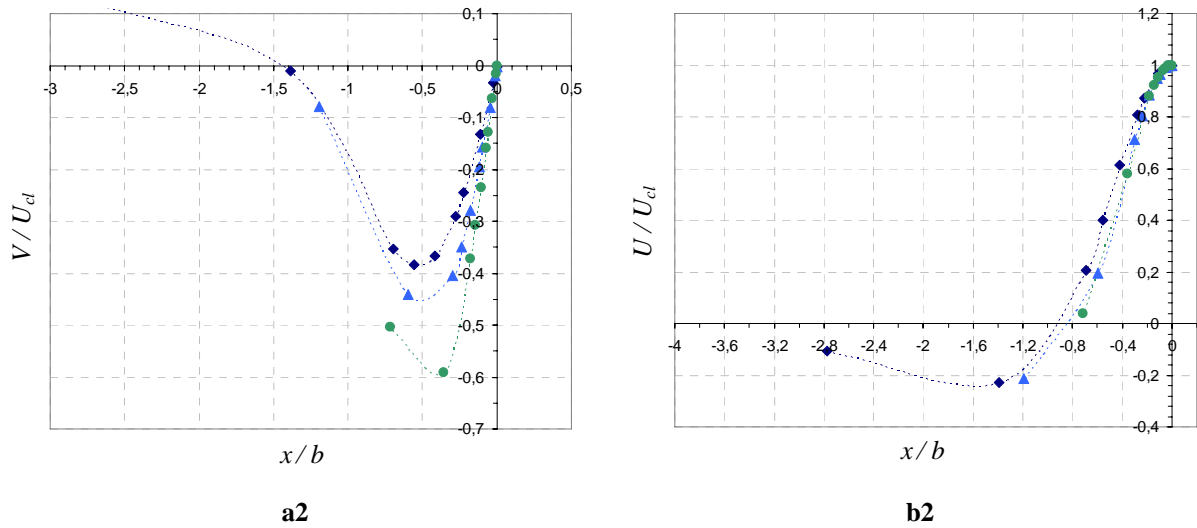 0,1
0
-0,1
-0,2
-0,3
-0,4
-0,5
-0,6
-0,7
-3 -2,5 -2 -1,5 -1 -0,5 0 0,5
V / U_cl
x / b
a2
1,2
1
0,8
0,6
0,4
0,2
0
-0,2
-0,4
-4 -3,6 -3,2 -2,8 -2,4 -2 -1,6 -1,2 -0,8 -0,4 0
U / U_cl
x / b
b2